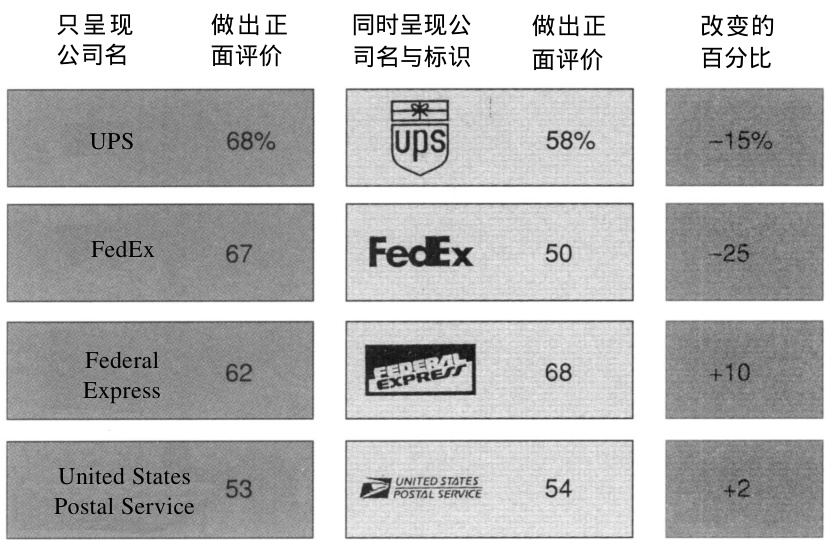 只呈现
公司名
做出正
面评价
同时呈现公
司名与标识
做出正
面评价
改变的
百分比
UPS 68% ups 58% −15%
FedEx 67 FedEx 50 −25
Federal
Express
62
FEDERAL
EXPRESS
68 +10
United States
Postal Service
53
UNITED STATES
POSTAL SERVICE
54 +2